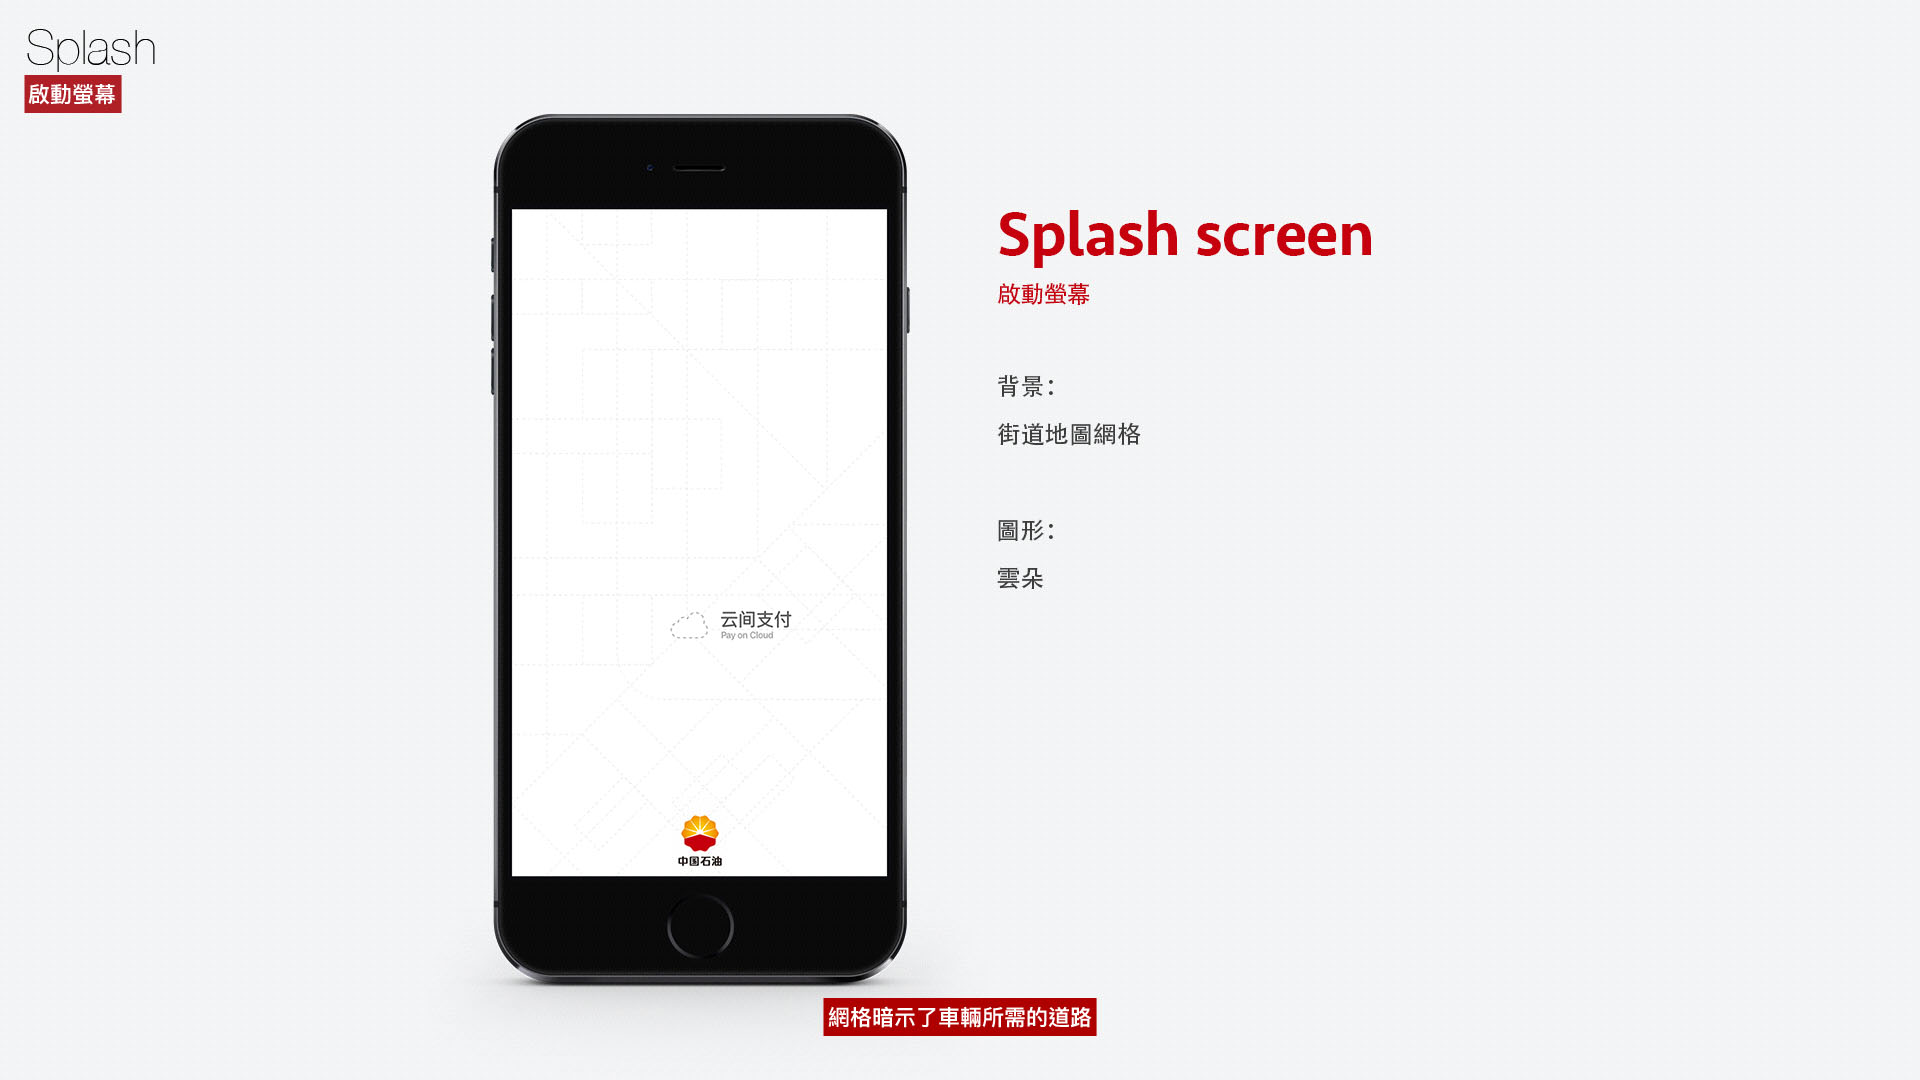 Splash
啟動螢幕
Splash screen
啟動螢幕
背景：
街道地圖網格
圖形：
雲朵
云间支付
Pay on Cloud
中国石油
網格暗示了車輛所需的道路